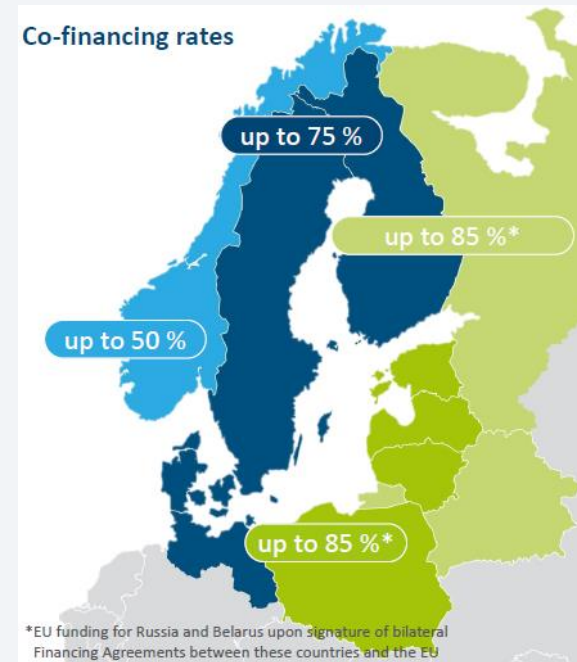 Co-financing rates
up to 75 %
up to 85 %*
up to 50 %
up to 85 %*
*EU funding for Russia and Belarus upon signature of bilateral
Financing Agreements between these countries and the EU